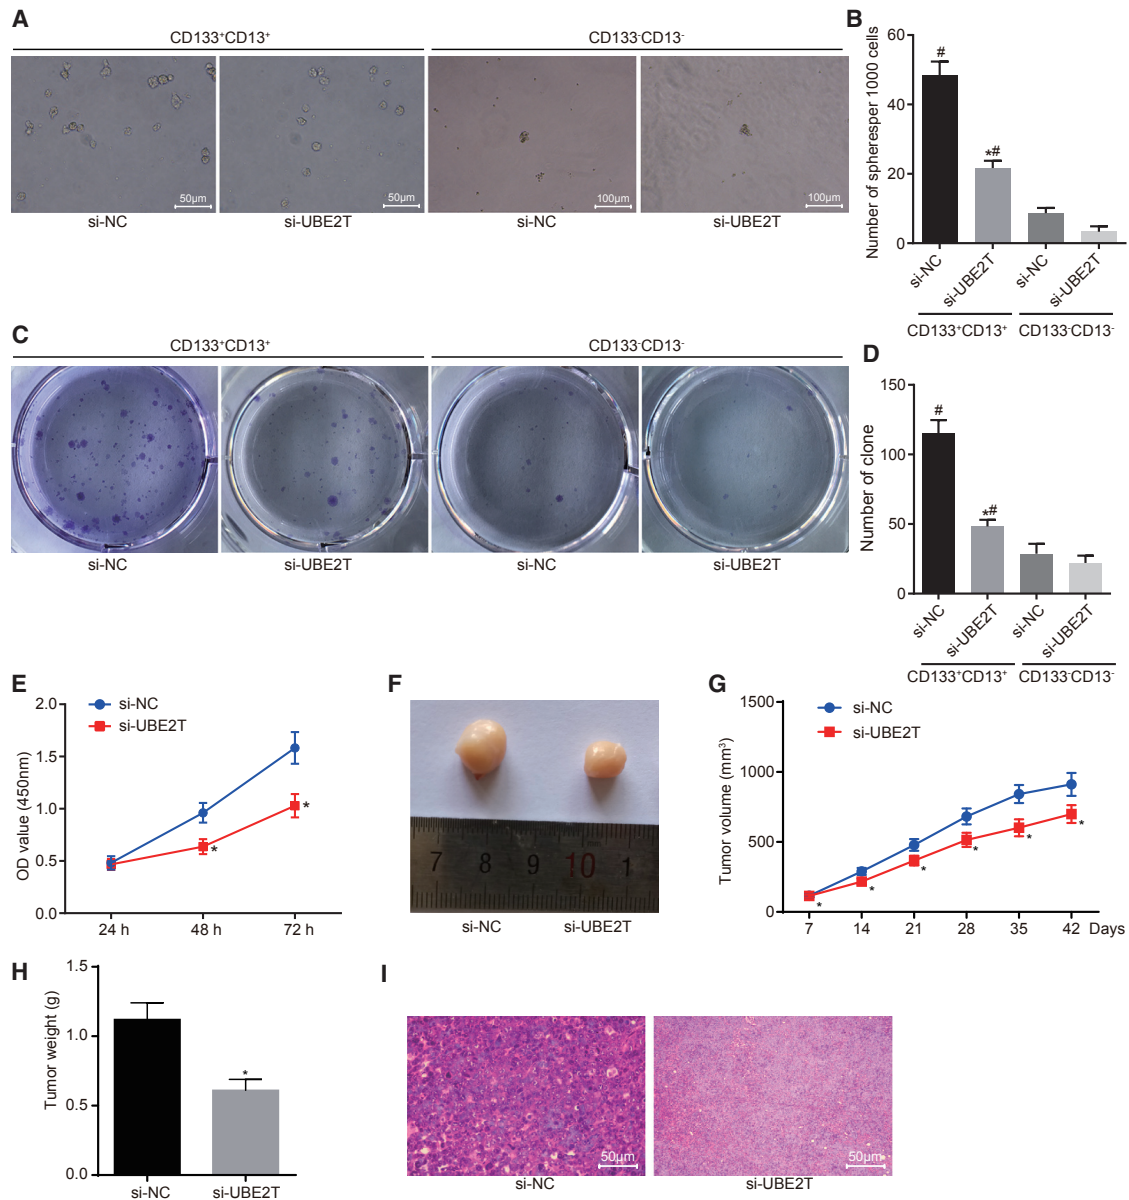 A
CD133⁺CD13⁺
CD133⁻CD13⁻
50μm
50μm
100μm
100μm
si-NC
si-UBE2T
si-NC
si-UBE2T
B
Number of spheresper 1000 cells
60
40
20
0
#
*#
si-NC
si-UBE2T
si-NC
si-UBE2T
CD133⁺CD13⁺
CD133⁻CD13⁻
C
CD133⁺CD13⁺
CD133⁻CD13⁻
si-NC
si-UBE2T
si-NC
si-UBE2T
D
Number of clone
150
100
50
0
#
*#
si-NC
si-UBE2T
si-NC
si-UBE2T
CD133⁺CD13⁺
CD133⁻CD13⁻
E
si-NC
si-UBE2T
OD value (450nm)
2.0
1.5
1.0
0.5
0.0
*
*
24 h
48 h
72 h
F
7 8 9 10 1
si-NC
si-UBE2T
G
si-NC
si-UBE2T
Tumor volume (mm³)
1500
1000
500
0
*
*
*
*
*
*
7
14
21
28
35
42
Days
H
Tumor weight (g)
1.5
1.0
0.5
0.0
*
si-NC
si-UBE2T
I
50μm
50μm
si-NC
si-UBE2T